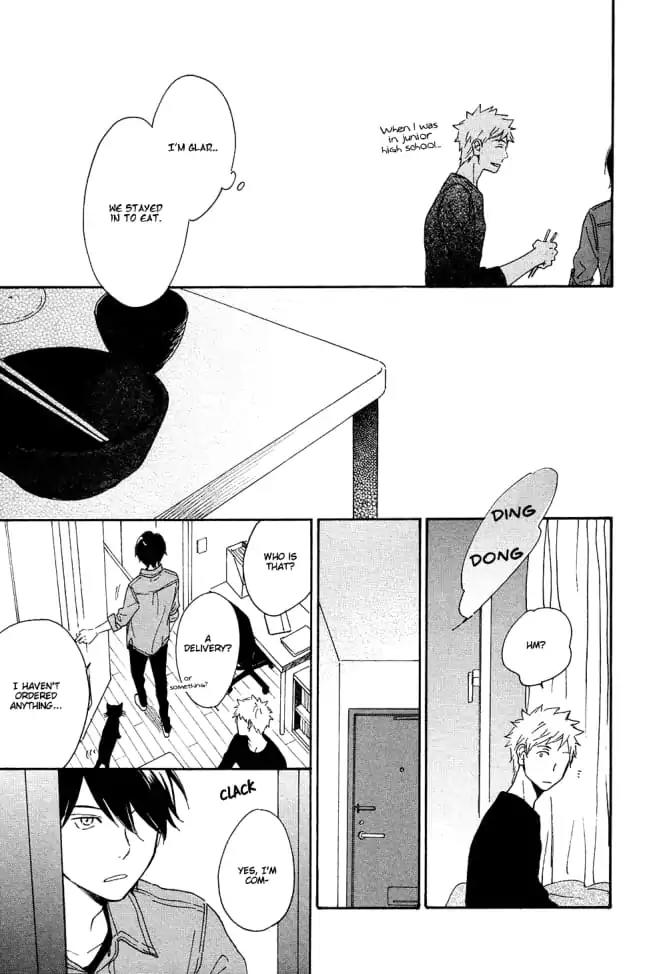 When I was
in junior
high school...
I'M GLAD...
WE STAYED
IN TO EAT.
DING
DONG
HM?
WHO IS
THAT?
A
DELIVERY?
or
something?
I HAVEN'T
ORDERED
ANYTHING...
CLACK
YES, I'M
COM-